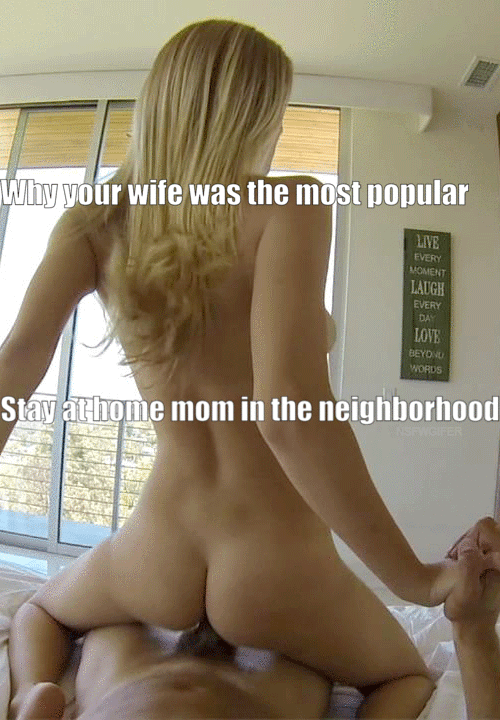 Why your wife was the most popular
LIVE
EVERY
MOMENT
LAUGH
EVERY
DAY
LOVE
BEYOND
WORDS
Stay at home mom in the neighborhood